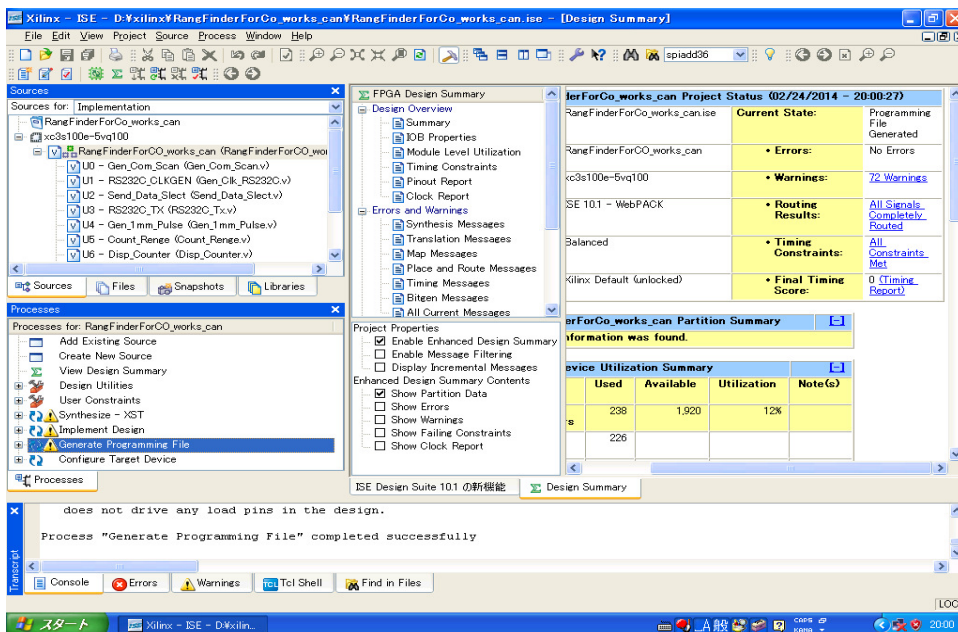 Xilinx - ISE - D:¥xilinx¥RangFinderForCo_works_can¥RangFinderForCo_works_can.ise - [Design Summary]
File Edit View Project Source Process Window Help
spiadd36
Sources
Sources for: Implementation
RangFinderForCo_works_can
xc3s100e-5vq100
RangFinderForCO_works_can (RangFinderForCO_wor
U0 - Gen_Com_Scan (Gen_Com_Scan.v)
U1 - RS232C_CLKGEN (Gen_Clk_RS232C.v)
U2 - Send_Data_Slect (Send_Data_Slect.v)
U3 - RS232C_TX (RS232C_Tx.v)
U4 - Gen_1mm_Pulse (Gen_1mm_Pulse.v)
U5 - Count_Renge (Count_Renge.v)
U6 - Disp_Counter (Disp_Counter.v)
Sources Files Snapshots Libraries
Processes
Processes for: RangFinderForCO_works_can
Add Existing Source
Create New Source
View Design Summary
Design Utilities
User Constraints
Synthesize - XST
Implement Design
Generate Programming File
Configure Target Device
Processes
FPGA Design Summary
Design Overview
Summary
IOB Properties
Module Level Utilization
Timing Constraints
Pinout Report
Clock Report
Errors and Warnings
Synthesis Messages
Translation Messages
Map Messages
Place and Route Messages
Timing Messages
Bitgen Messages
All Current Messages
Project Properties
Enable Enhanced Design Summary
Enable Message Filtering
Display Incremental Messages
Enhanced Design Summary Contents
Show Partition Data
Show Errors
Show Warnings
Show Failing Constraints
Show Clock Report
derForCo_works_can Project Status (02/24/2014 - 20:00:27)
RangFinderForCo_works_can.ise Current State: Programming File Generated
RangFinderForCO_works_can • Errors: No Errors
xc3s100e-5vq100 • Warnings: 72 Warnings
ISE 10.1 - WebPACK • Routing Results: All Signals Completely Routed
Balanced • Timing Constraints: All Constraints Met
Xilinx Default (unlocked) • Final Timing Score: 0 (Timing Report)
erForCo_works_can Partition Summary [-]
formation was found.
evice Utilization Summary [-]
Used Available Utilization Note(s)
rs 238 1,920 12%
226
ISE Design Suite 10.1 の新機能 Design Summary
does not drive any load pins in the design.
Process "Generate Programming File" completed successfully
Transcript
Console Errors Warnings Tcl Shell Find in Files
LOC
スタート Xilinx - ISE - D:¥xilin... A 般 CAPS KANA 20:00